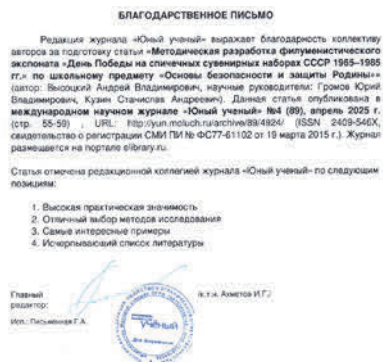 БЛАГОДАРСТВЕННОЕ ПИСЬМО
Редакция журнала «Юный ученый» выражает благодарность коллективу
авторов за подготовку статьи «Методическая разработка филуменистического
экспоната «День Победы на спичечных сувенирных наборах СССР 1965–1985
гг.» по школьному предмету «Основы безопасности и защиты Родины»»
(автор: Высоцкий Андрей Владимирович, научные руководители: Громов Юрий
Владимирович, Кузин Станислав Андреевич). Данная статья опубликована в
международном научном журнале «Юный ученый» №4 (89), апрель 2025 г.
(стр. 55-59) , URL: http://yun.moluch.ru/archive/89/4924/ (ISSN 2409-546X,
свидетельство о регистрации СМИ ПИ № ФС77-61102 от 19 марта 2015 г.). Журнал
размещается на портале elibrary.ru.
Статья отмечена редакционной коллегией журнала «Юный ученый» по следующим
позициям:
1. Высокая практическая значимость
2. Отличный выбор методов исследования
3. Самые интересные примеры
4. Исчерпывающий список литературы
Главный
редактор: /к.т.н. Ахметов И.Г./
Исп.: Письменная Г.А.
Ученый
Для документов